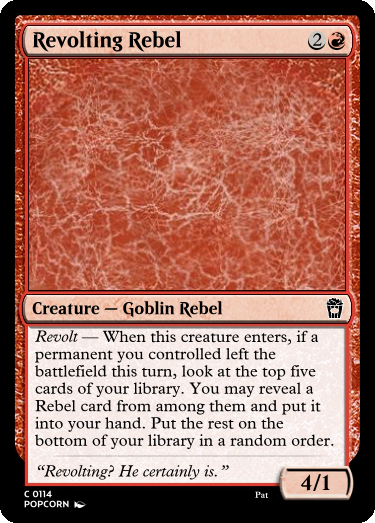 Revolting Rebel 2
Creature — Goblin Rebel
Revolt — When this creature enters, if a
permanent you controlled left the
battlefield this turn, look at the top five
cards of your library. You may reveal a
Rebel card from among them and put it
into your hand. Put the rest on the
bottom of your library in a random order.
“Revolting? He certainly is.”
4/1
C 0114
POPCORN
Pat